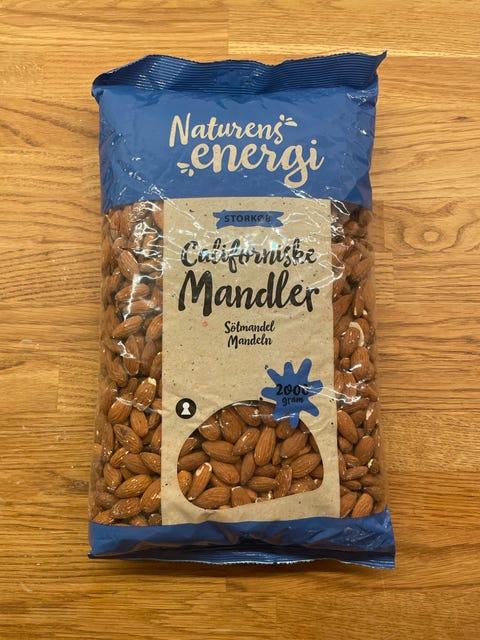 Naturens
energi
STORKØB
Californiske
Mandler
Sötmandel
Mandeln
2000
gram